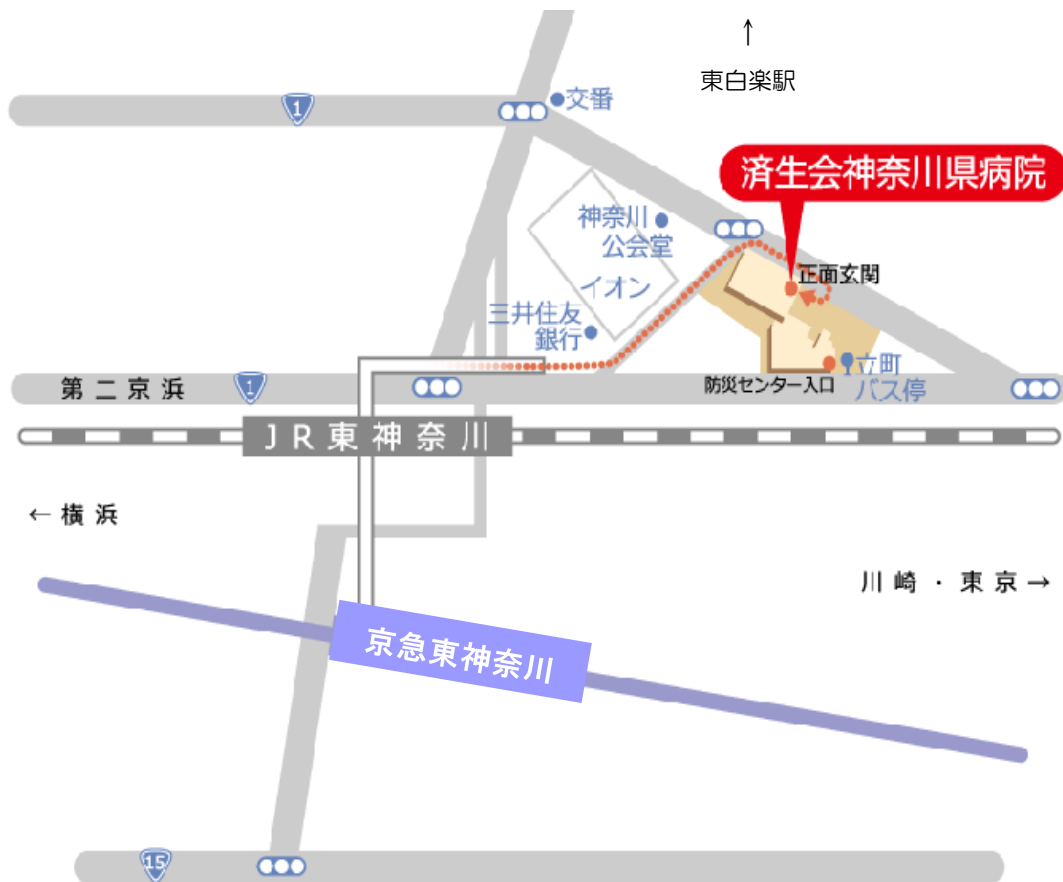 ↑
東白楽駅
1
交番
済生会神奈川県病院
神奈川
公会堂
正面玄関
イオン
三井住友
銀行
立町
バス停
第二京浜
1
防災センター入口
JR東神奈川
← 横浜
川崎・東京 →
京急東神奈川
15